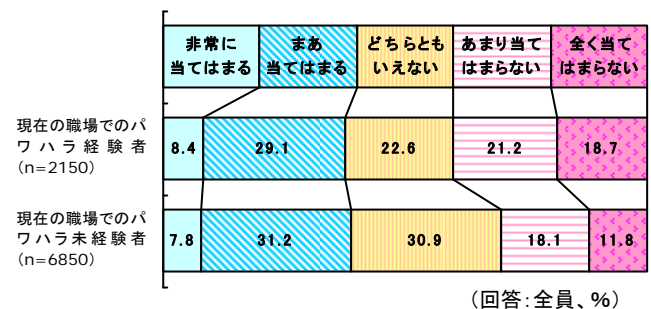 非常に
当てはまる
まあ
当てはまる
どちらとも
いえない
あまり当て
はまらない
全く当て
はまらない
現在の職場でのパ
ワハラ経験者
(n=2150)
8.4
29.1
22.6
21.2
18.7
現在の職場でのパ
ワハラ未経験者
(n=6850)
7.8
31.2
30.9
18.1
11.8
(回答:全員、%)